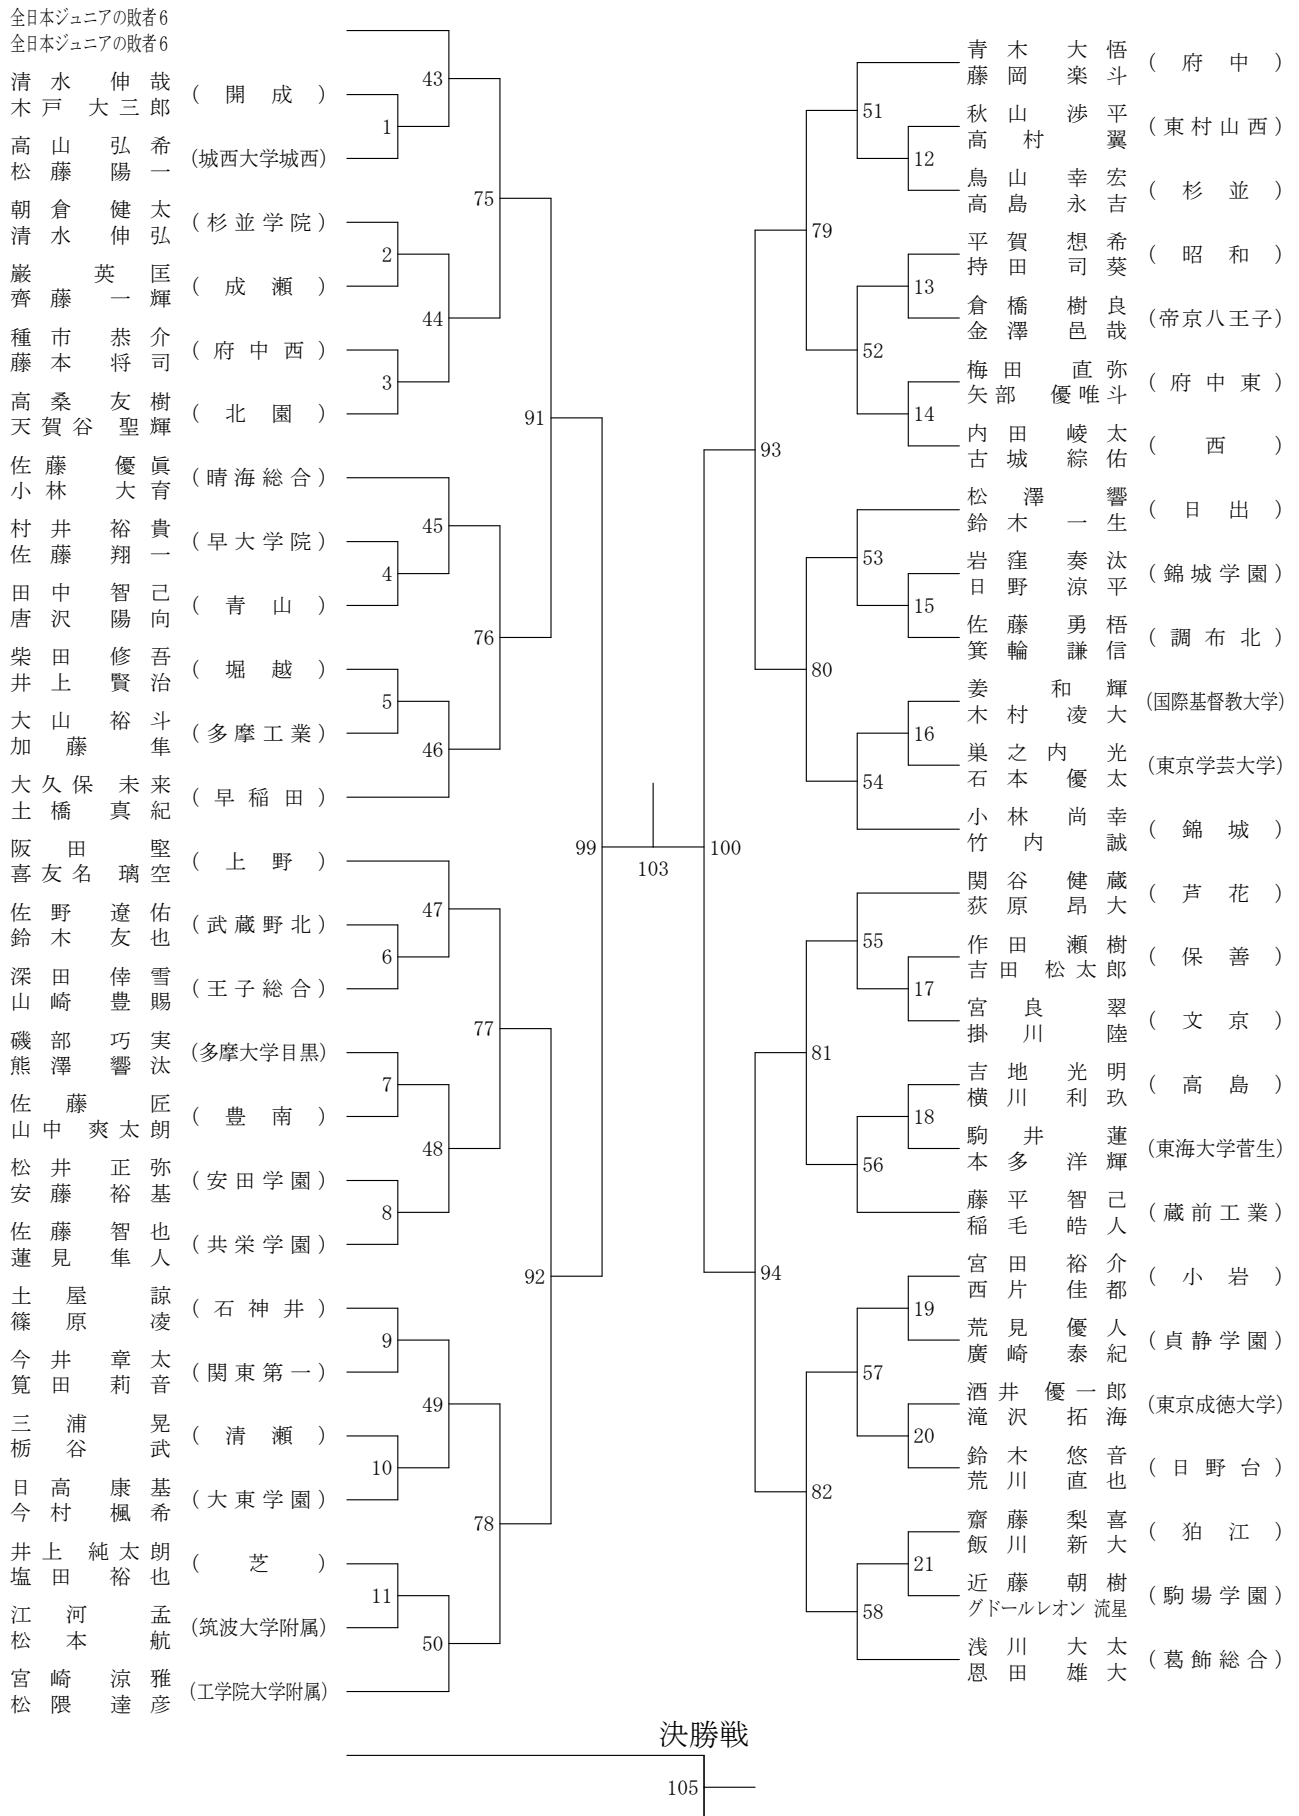 全日本ジュニアの敗者6
全日本ジュニアの敗者6
43
清水 伸哉
木戸 大三郎
(開成)
1
高山 弘希
松藤 陽一
(城西大学城西)
75
朝倉 健太
清水 伸弘
(杉並学院)
2
巌 英匡
齊藤 一輝
(成瀬)
44
種市 恭介
藤本 将司
(府中西)
3
高桑 友樹
天賀谷 聖輝
(北園)
91
佐藤 優眞
小林 大育
(晴海総合)
45
村井 裕貴
佐藤 翔一
(早大学院)
4
田中 智己
唐沢 陽向
(青山)
76
柴田 修吾
井上 賢治
(堀越)
5
大山 裕斗
加藤 隼
(多摩工業)
46
大久保 未来
土橋 真紀
(早稲田)
99
阪田 堅
喜友名 璃空
(上野)
47
佐野 遼佑
鈴木 友也
(武蔵野北)
6
深田 倖雪
山崎 豊賜
(王子総合)
77
磯部 巧実
熊澤 響汰
(多摩大学目黒)
7
佐藤 匠
山中 爽太朗
(豊南)
48
松井 正弥
安藤 裕基
(安田学園)
8
佐藤 智也
蓮見 隼人
(共栄学園)
92
土屋 諒
篠原 凌
(石神井)
9
今井 章太
筧田 莉音
(関東第一)
49
三浦 晃
栃谷 武
(清瀬)
10
日高 康基
今村 楓希
(大東学園)
78
井上 純太朗
塩田 裕也
(芝)
11
江河 孟
松本 航
(筑波大学附属)
50
宮崎 涼雅
松隈 達彦
(工学院大学附属)
103
青木 大悟
藤岡 楽斗
(府中)
51
秋山 渉平
高村 翼
(東村山西)
12
鳥山 幸宏
高島 永吉
(杉並)
79
平賀 想希
持田 司葵
(昭和)
13
倉橋 樹良
金澤 邑哉
(帝京八王子)
52
梅田 直弥
矢部 優唯斗
(府中東)
14
内田 崚太
古城 綜佑
(西)
93
松澤 響
鈴木 一生
(日出)
53
岩窪 奏汰
日野 涼平
(錦城学園)
15
佐藤 勇梧
箕輪 謙信
(調布北)
80
姜 和輝
木村 凌大
(国際基督教大学)
16
巣之内 光
石本 優太
(東京学芸大学)
54
小林 尚幸
竹内 誠
(錦城)
100
関谷 健蔵
荻原 昂大
(芦花)
55
作田 瀬樹
吉田 松太郎
(保善)
17
宮良 翠
掛川 陸
(文京)
81
吉地 光明
横川 利玖
(高島)
18
駒井 蓮
本多 洋輝
(東海大学菅生)
56
藤平 智己
稲毛 皓人
(蔵前工業)
94
宮田 裕介
西片 佳都
(小岩)
19
荒見 優人
廣崎 泰紀
(貞静学園)
57
酒井 優一郎
滝沢 拓海
(東京成徳大学)
20
鈴木 悠音
荒川 直也
(日野台)
82
齋藤 梨喜
飯川 新大
(狛江)
21
近藤 朝樹
グドールレオン 流星
(駒場学園)
58
浅川 大太
恩田 雄大
(葛飾総合)
決勝戦
105